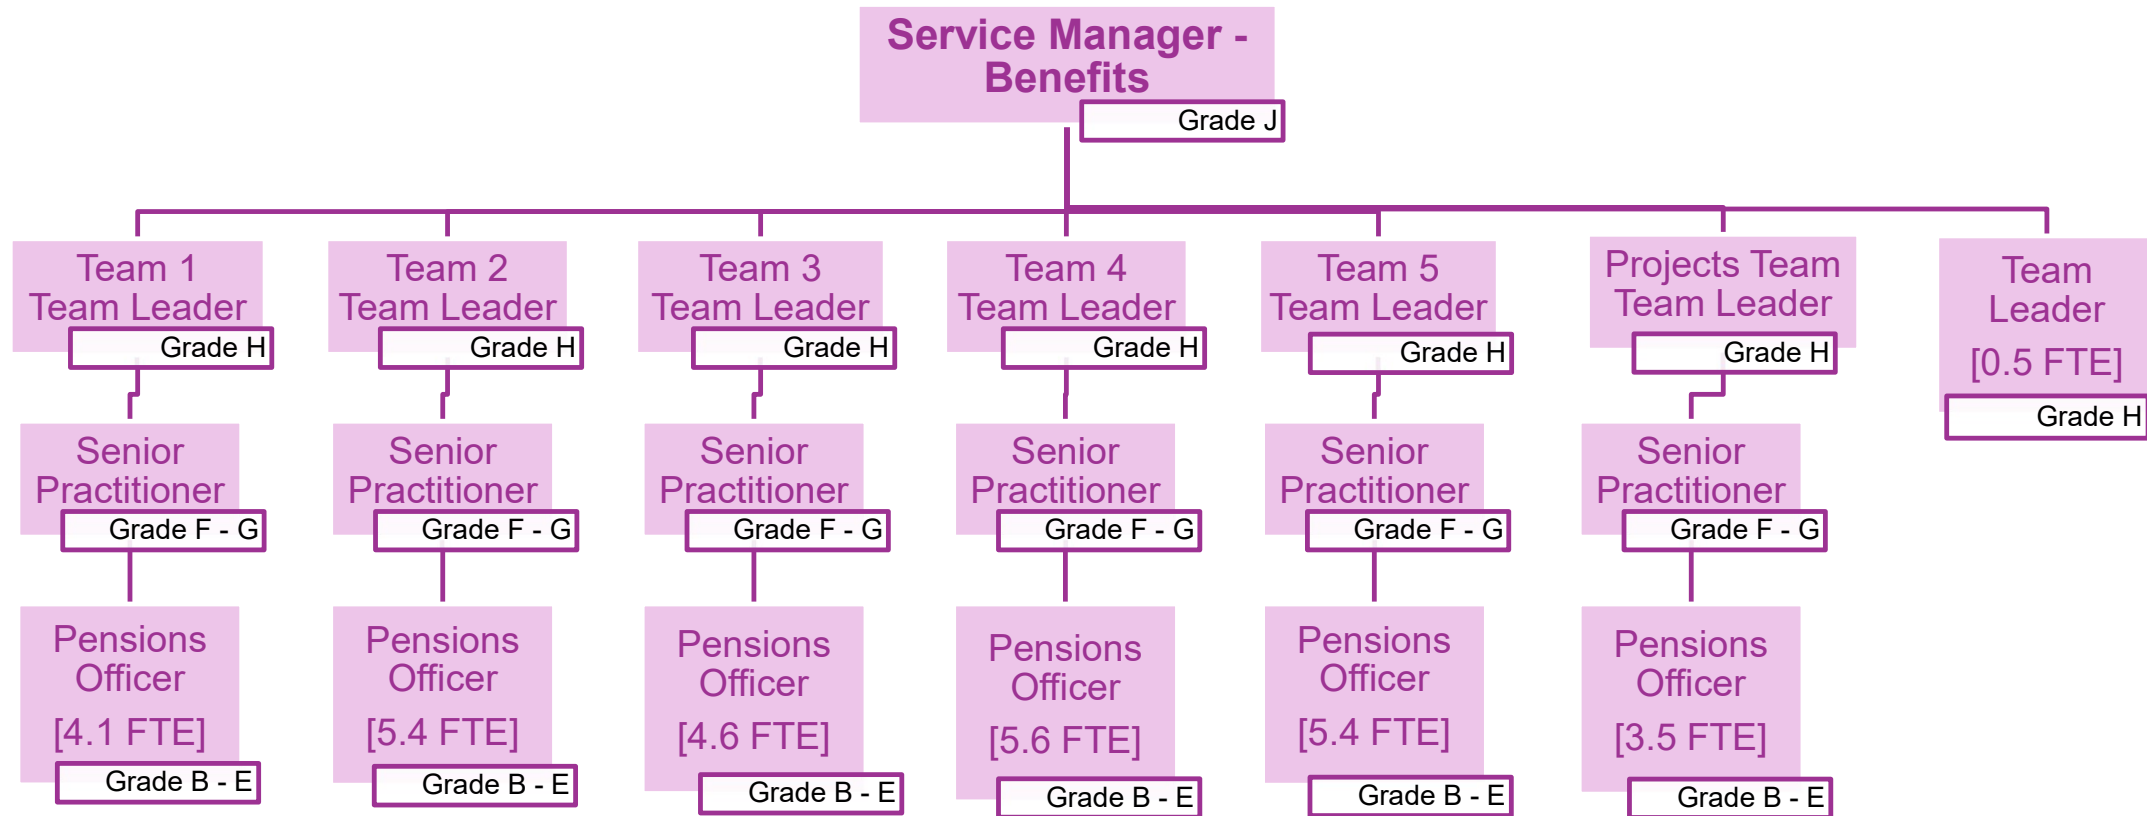 Service Manager -
Benefits
Grade J
Team 1
Team Leader
Grade H
Team 2
Team Leader
Grade H
Team 3
Team Leader
Grade H
Team 4
Team Leader
Grade H
Team 5
Team Leader
Grade H
Projects Team
Team Leader
Grade H
Team
Leader
[0.5 FTE]
Grade H
Senior
Practitioner
Grade F - G
Senior
Practitioner
Grade F - G
Senior
Practitioner
Grade F - G
Senior
Practitioner
Grade F - G
Senior
Practitioner
Grade F - G
Senior
Practitioner
Grade F - G
Pensions
Officer
[4.1 FTE]
Grade B - E
Pensions
Officer
[5.4 FTE]
Grade B - E
Pensions
Officer
[4.6 FTE]
Grade B - E
Pensions
Officer
[5.6 FTE]
Grade B - E
Pensions
Officer
[5.4 FTE]
Grade B - E
Pensions
Officer
[3.5 FTE]
Grade B - E